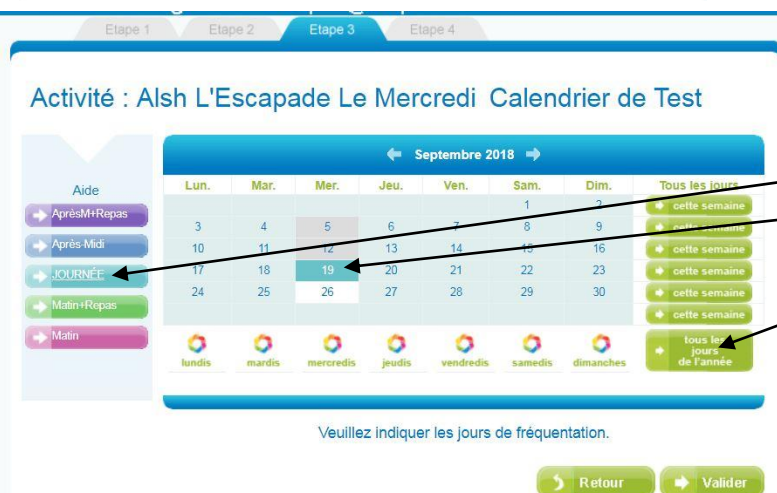 Etape 1 Etape 2 Etape 3 Etape 4
Activité : Alsh L'Escapade Le Mercredi Calendrier de Test
Aide
AprèsM+Repas
Après-Midi
JOURNÉE
Matin+Repas
Matin
Septembre 2018
Lun. Mar. Mer. Jeu. Ven. Sam. Dim. Tous les jours
1 2 cette semaine
3 4 5 6 7 8 9 cette semaine
10 11 12 13 14 15 16 cette semaine
17 18 19 20 21 22 23 cette semaine
24 25 26 27 28 29 30 cette semaine
cette semaine
lundis mardis mercredis jeudis vendredis samedis dimanches
tous les
jours
de l'année
Veuillez indiquer les jours de fréquentation.
Retour Valider